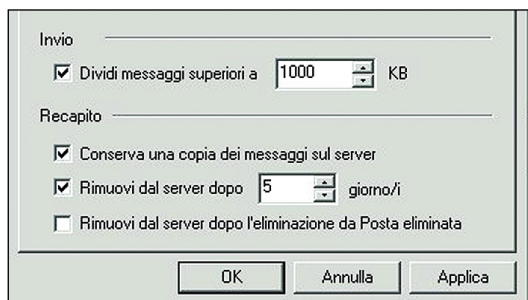 Invio
Dividi messaggi superiori a 1000 KB
Recapito
Conserva una copia dei messaggi sul server
Rimuovi dal server dopo 5 giorno/i
Rimuovi dal server dopo l'eliminazione da Posta eliminata
OK Annulla Applica